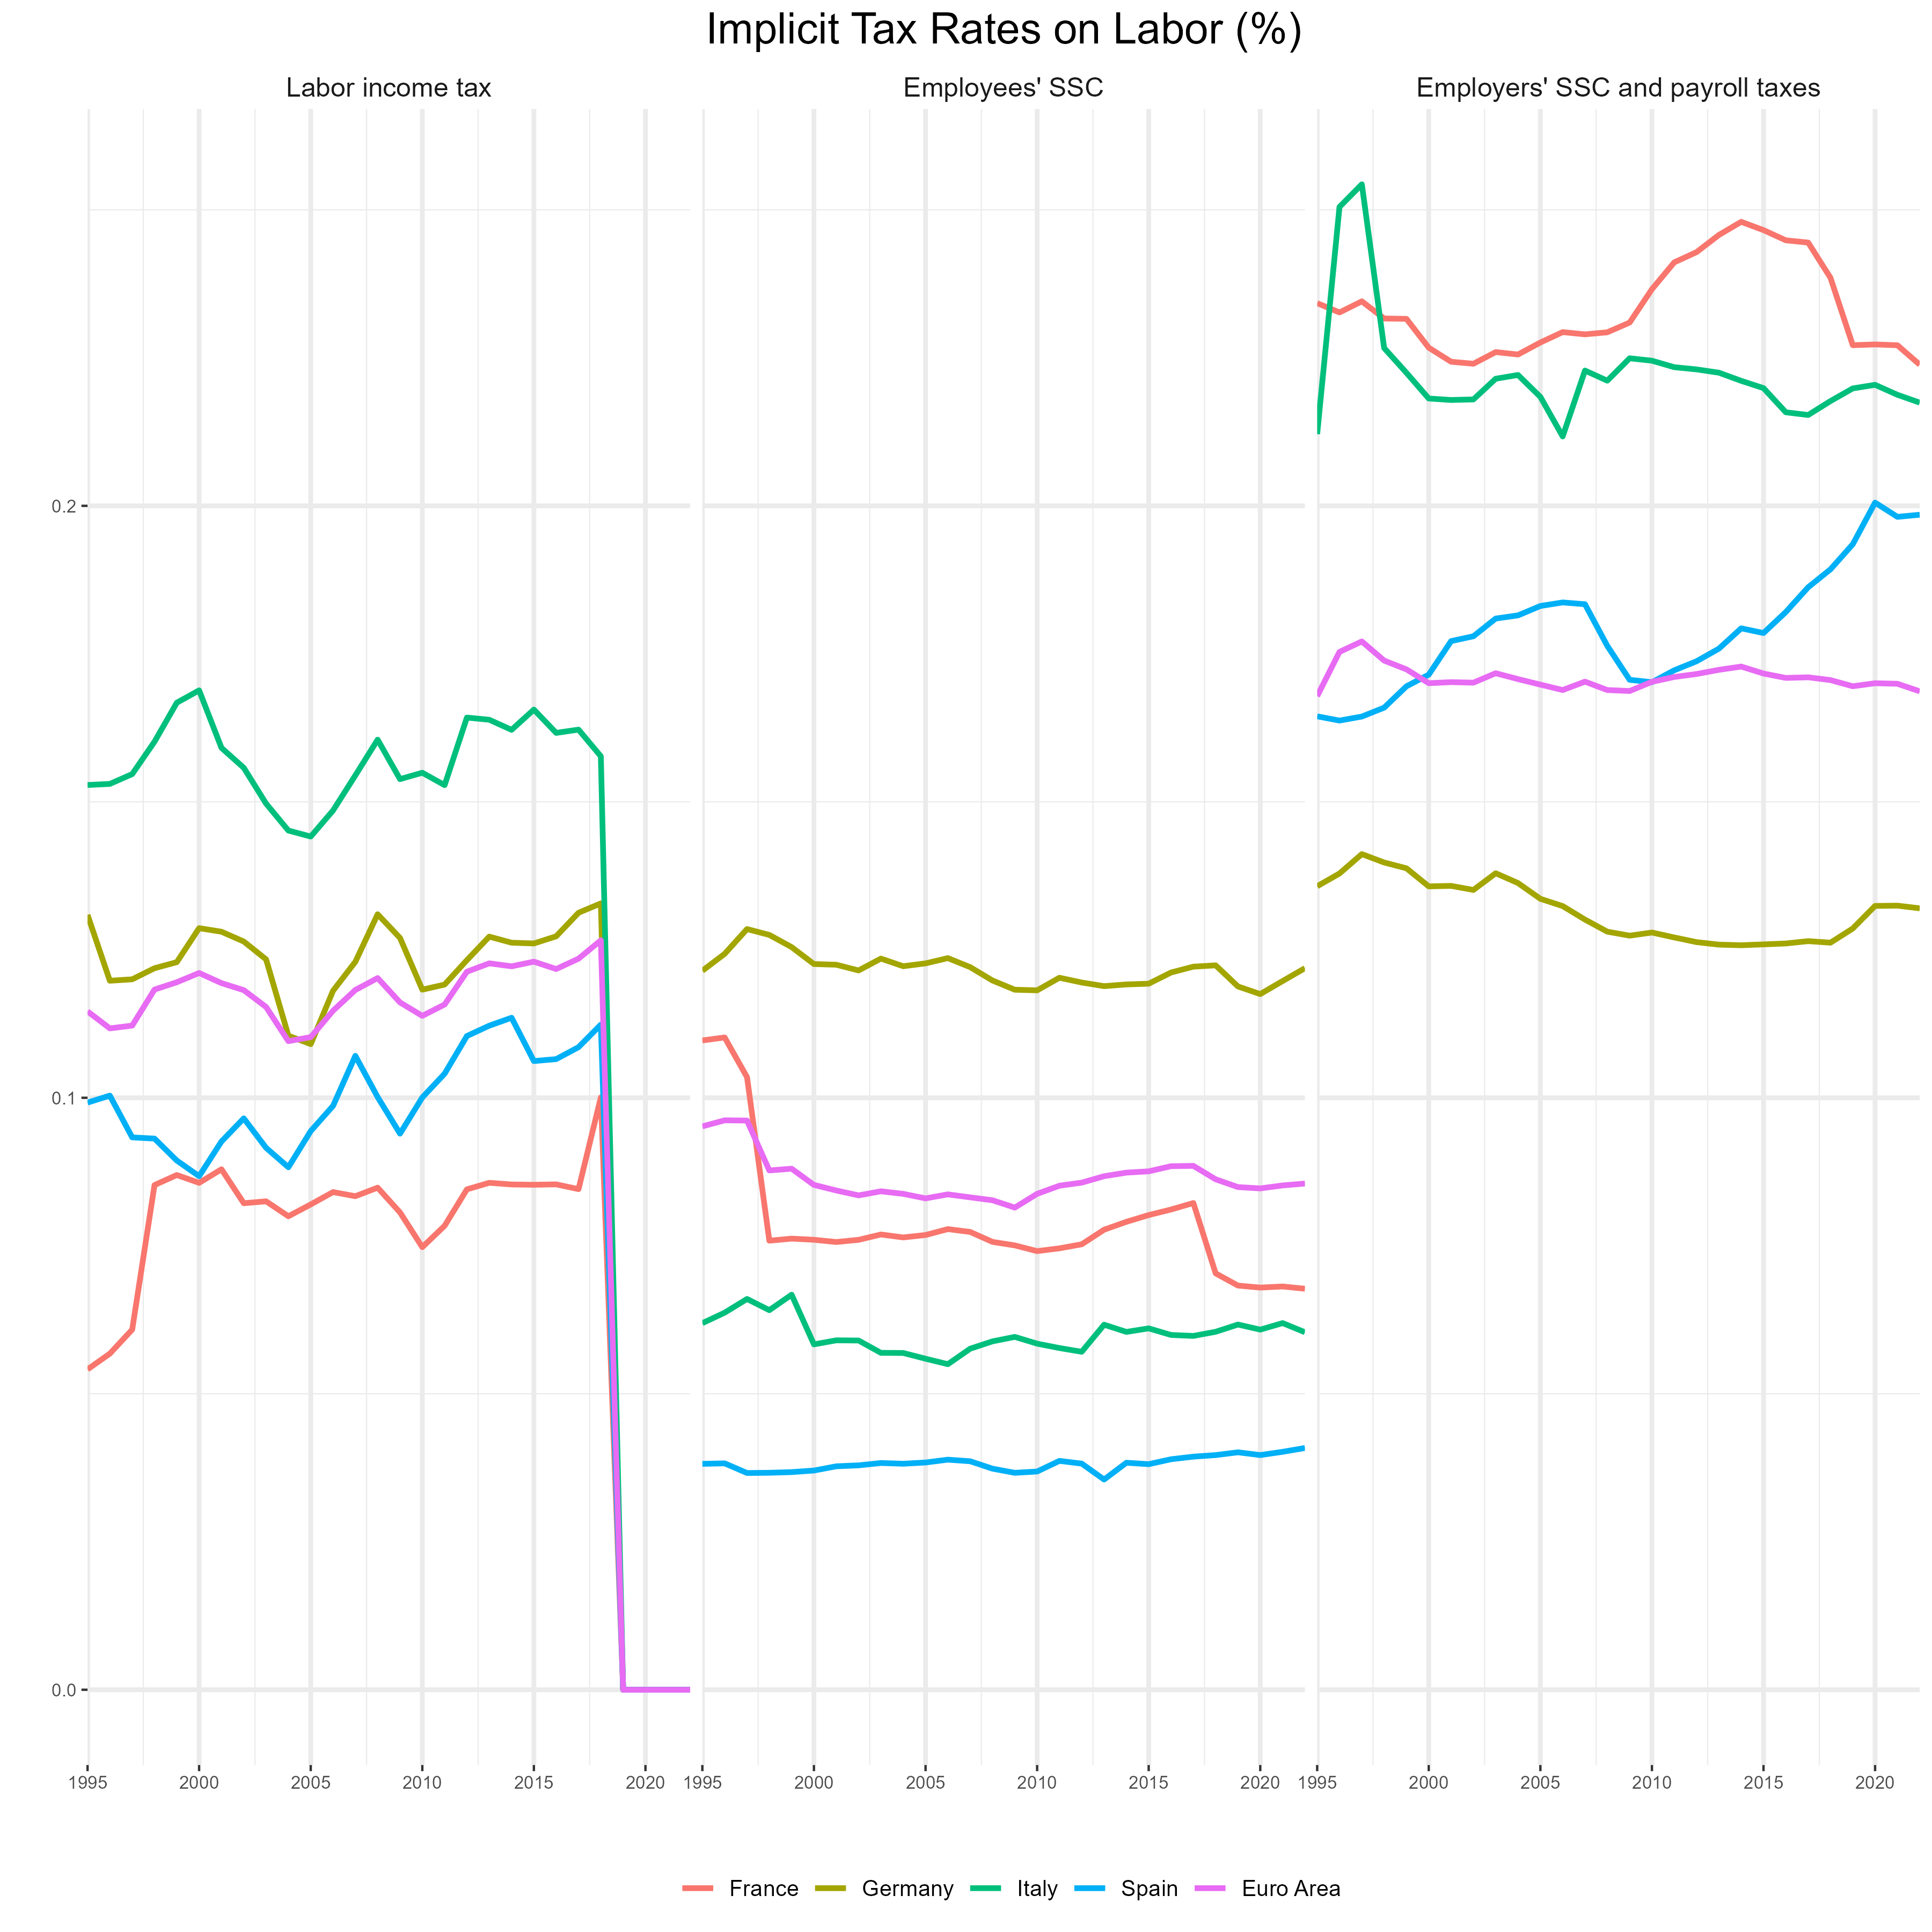 Implicit Tax Rates on Labor (%)
Labor income tax
Employees' SSC
Employers' SSC and payroll taxes
0.2
0.1
0.0
1995 2000 2005 2010 2015 2020
1995 2000 2005 2010 2015 2020
1995 2000 2005 2010 2015 2020
France Germany Italy Spain Euro Area